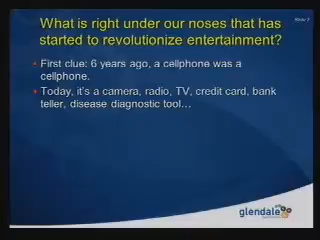 What is right under our noses that has
started to revolutionize entertainment?
First clue: 6 years ago, a cellphone was a
cellphone.
Today, it's a camera, radio, TV, credit card, bank
teller, disease diagnostic tool…
glendale